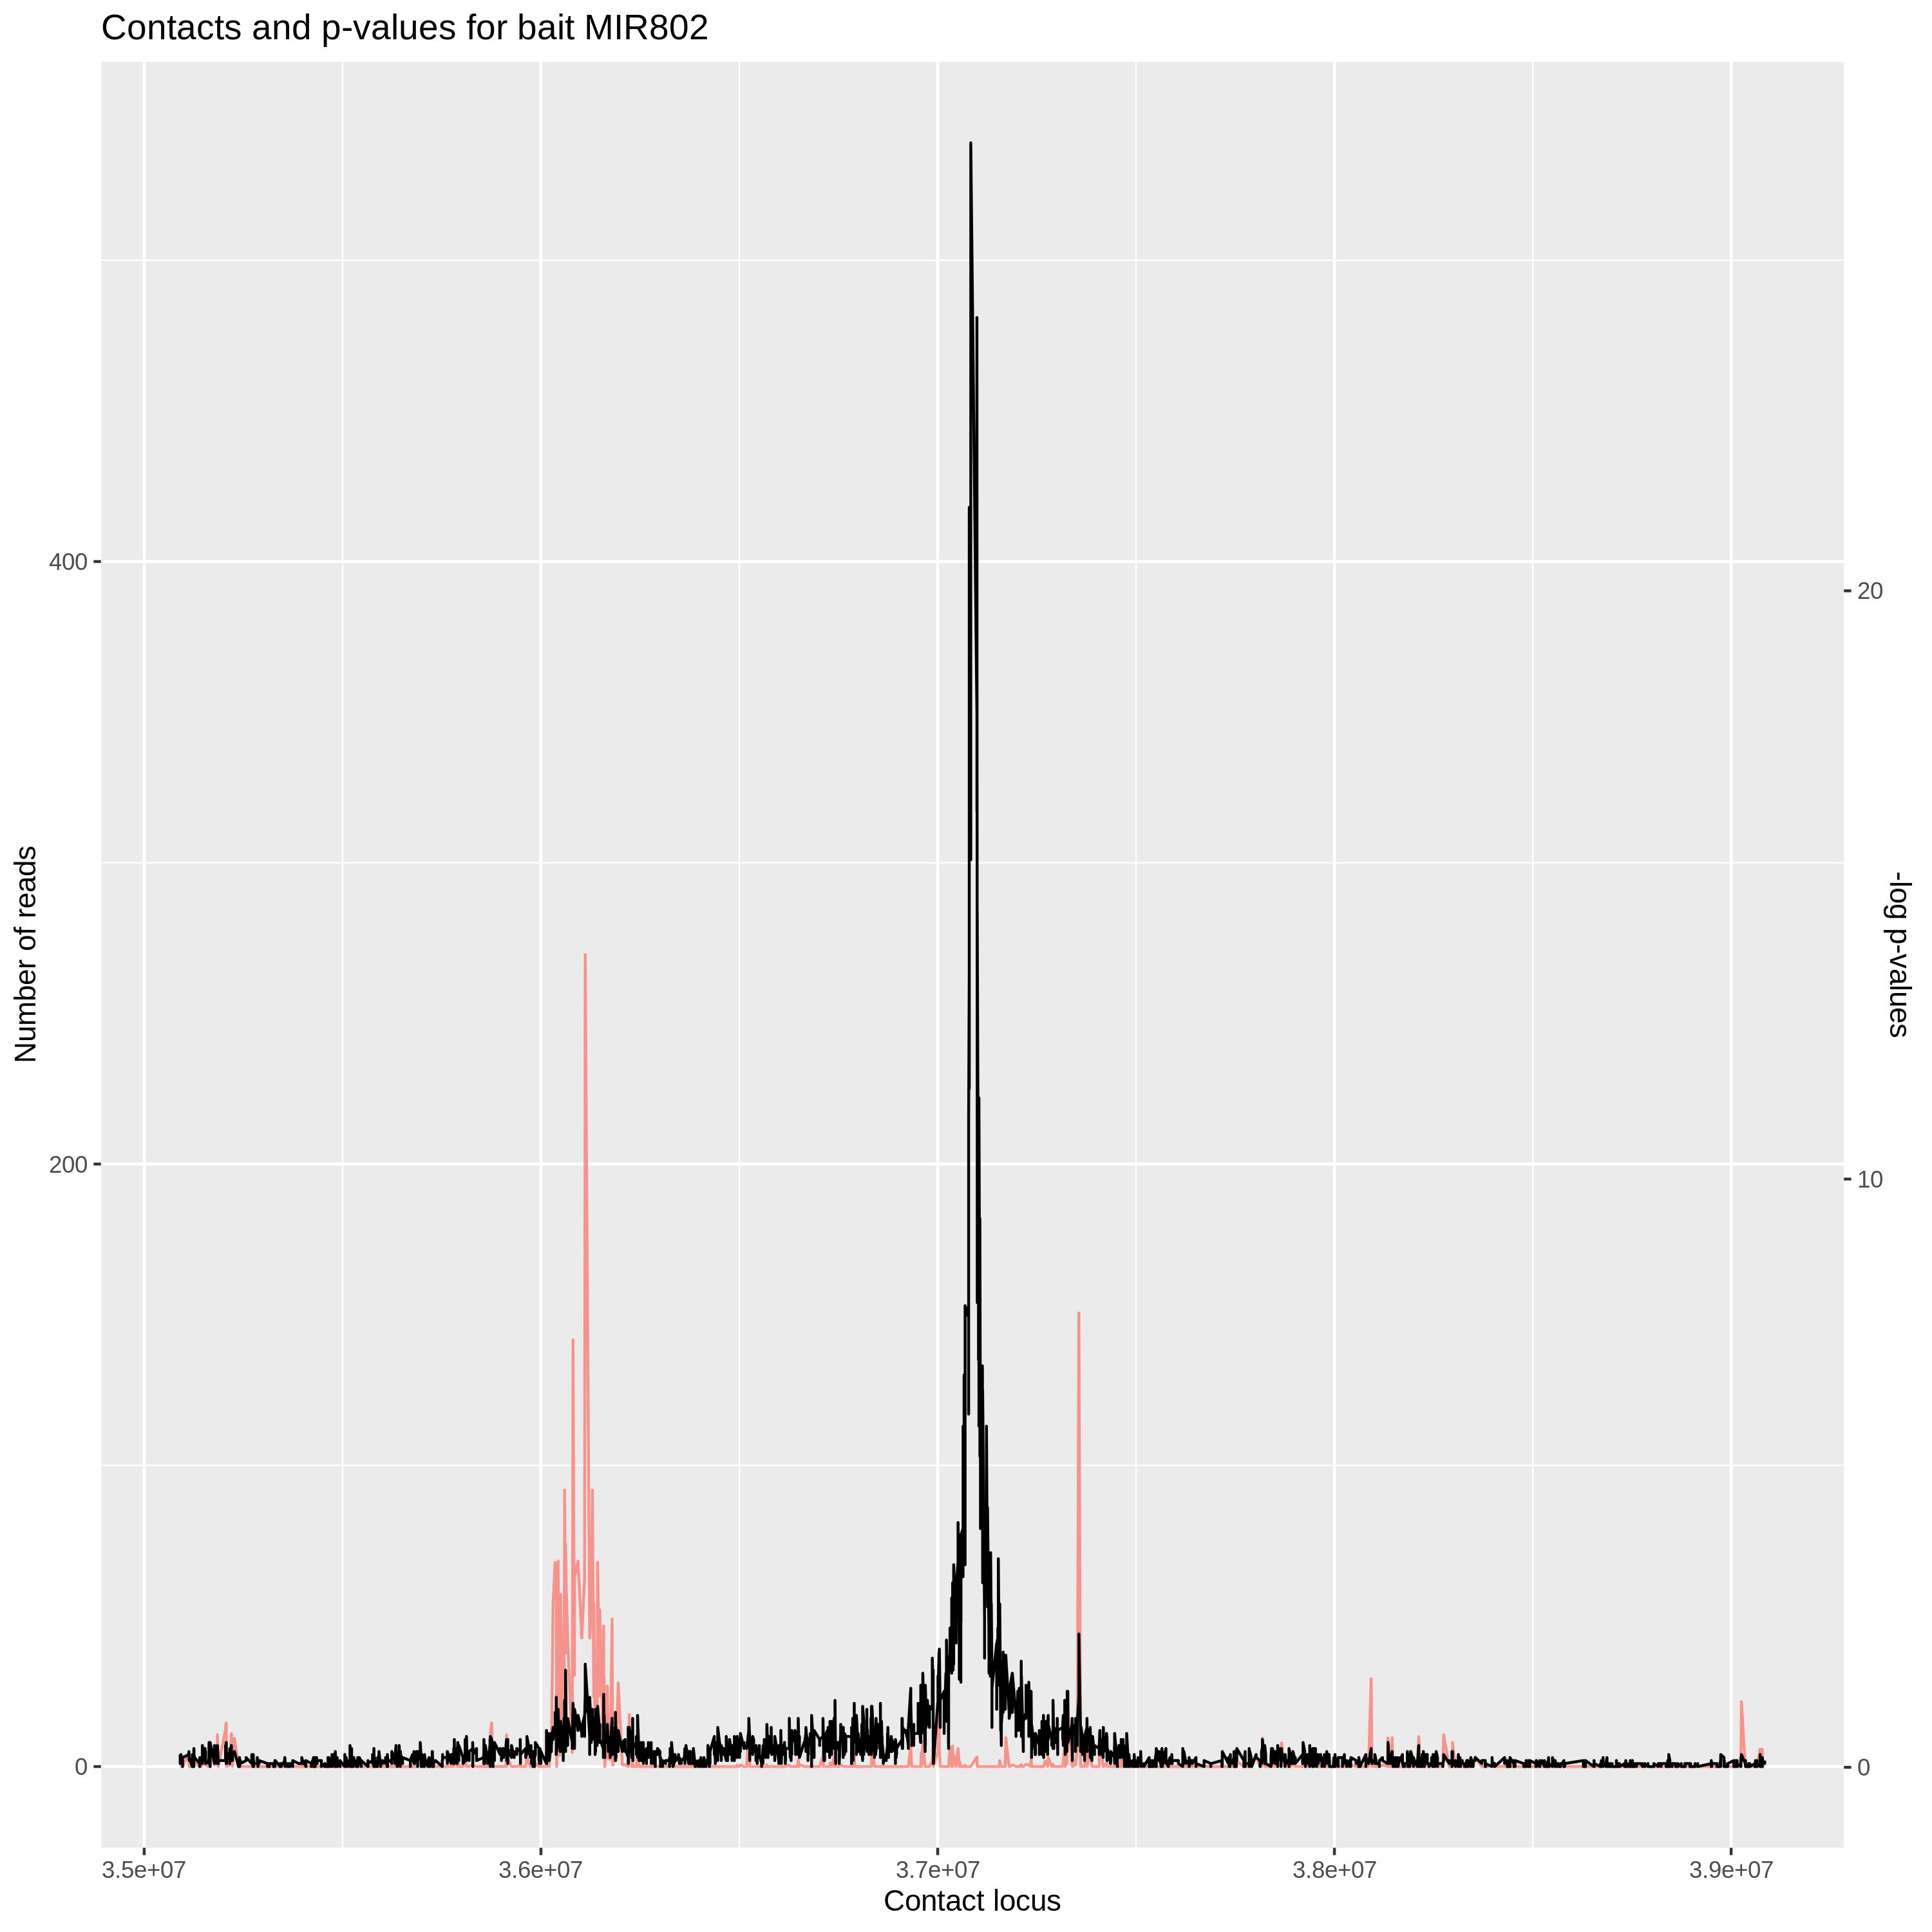 Contacts and p-values for bait MIR802
Number of reads
400
200
0
20
10
0
-log p-values
3.5e+07
3.6e+07
3.7e+07
3.8e+07
3.9e+07
Contact locus